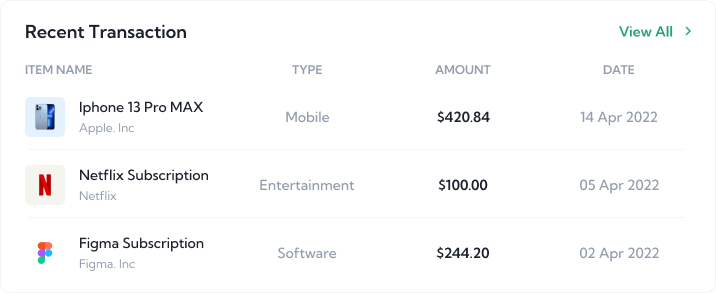 Recent Transaction View All
ITEM NAME TYPE AMOUNT DATE
Iphone 13 Pro MAX
Apple. Inc
Mobile $420.84 14 Apr 2022
Netflix Subscription
Netflix
Entertainment $100.00 05 Apr 2022
Figma Subscription
Figma. Inc
Software $244.20 02 Apr 2022